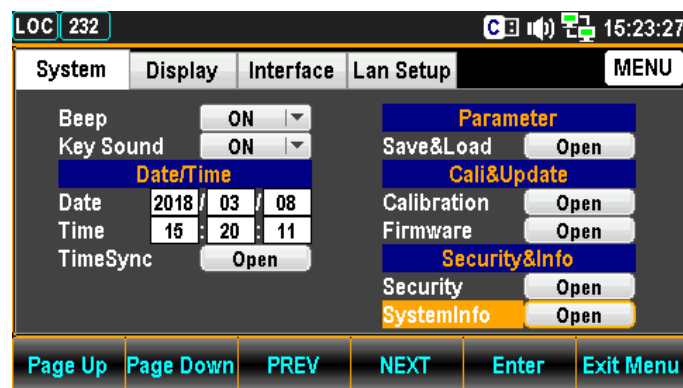 LOC 232 C 15:23:27
System Display Interface Lan Setup MENU
Beep ON
Key Sound ON
Date/Time
Date 2018 / 03 / 08
Time 15 : 20 : 11
TimeSync Open
Parameter
Save&Load Open
Cali&Update
Calibration Open
Firmware Open
Security&Info
Security Open
SystemInfo Open
Page Up Page Down PREV NEXT Enter Exit Menu